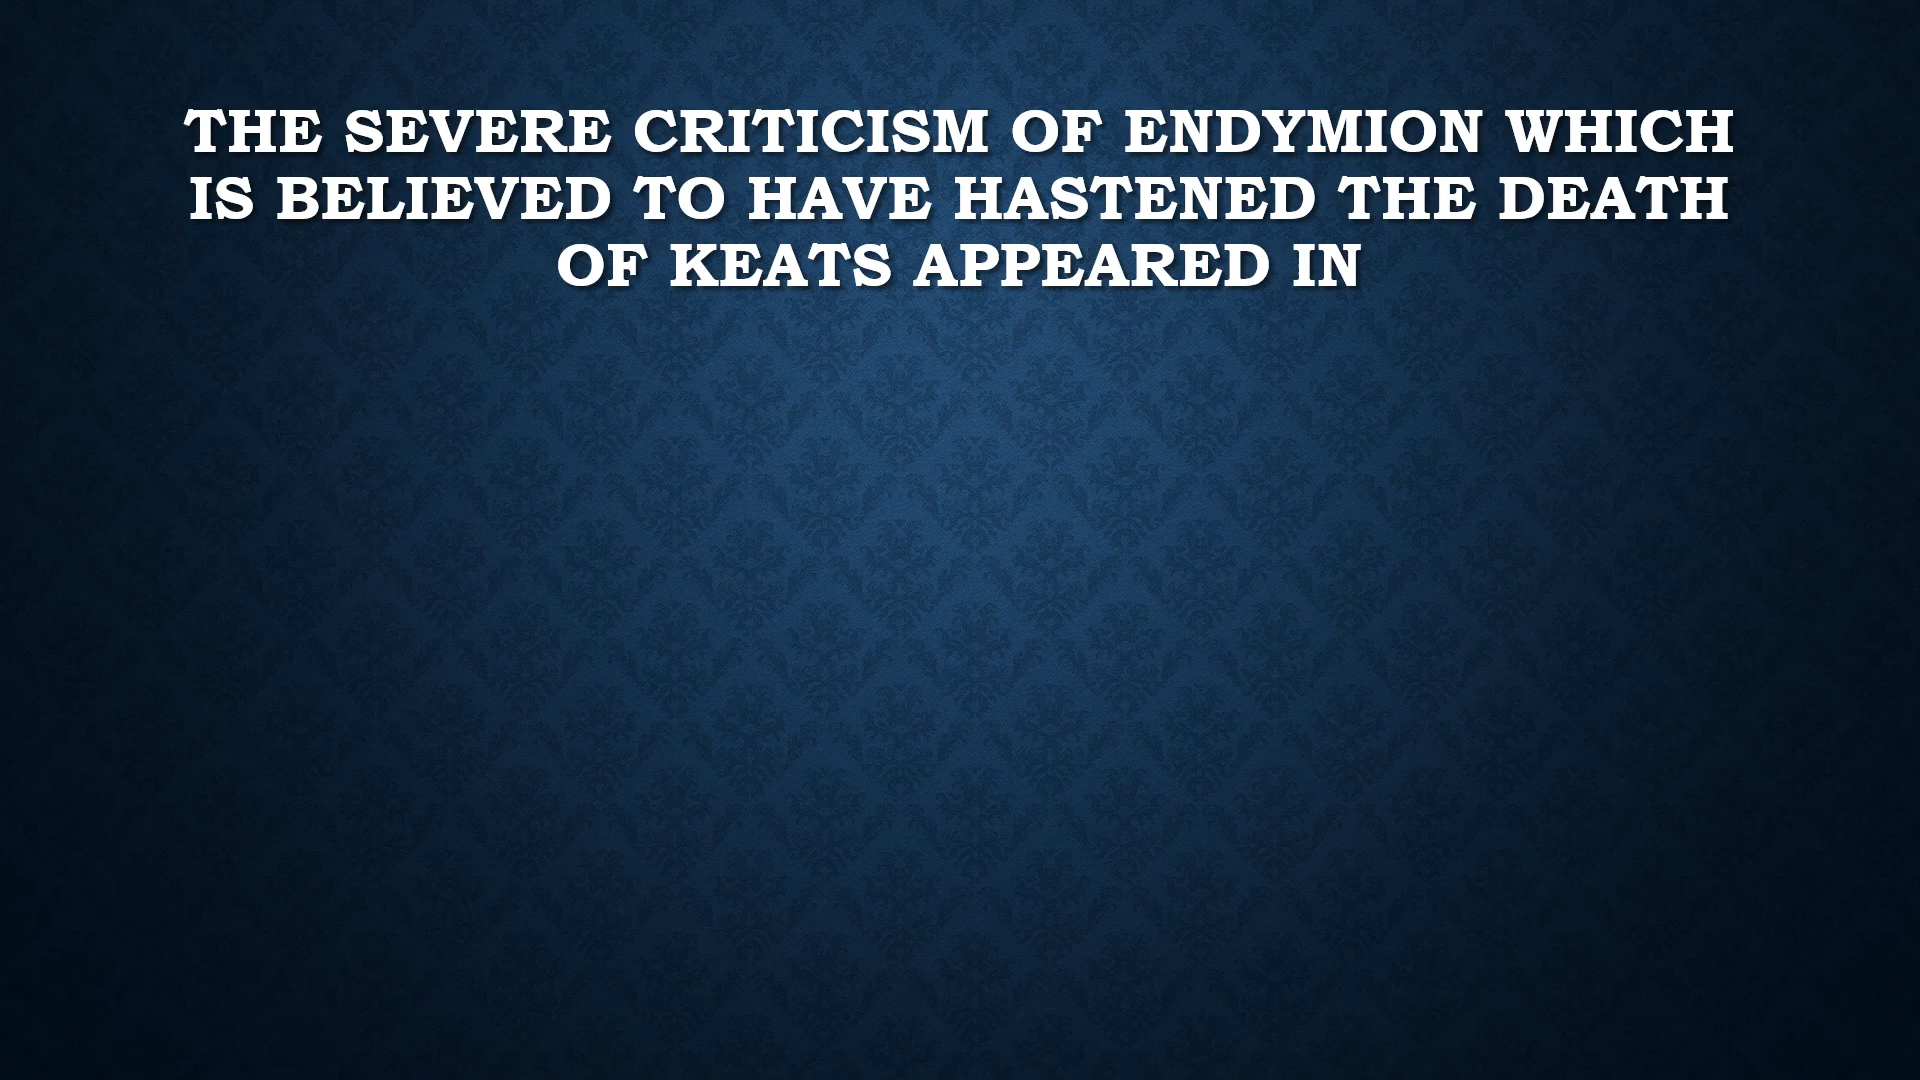 THE SEVERE CRITICISM OF ENDYMION WHICH
IS BELIEVED TO HAVE HASTENED THE DEATH
OF KEATS APPEARED IN